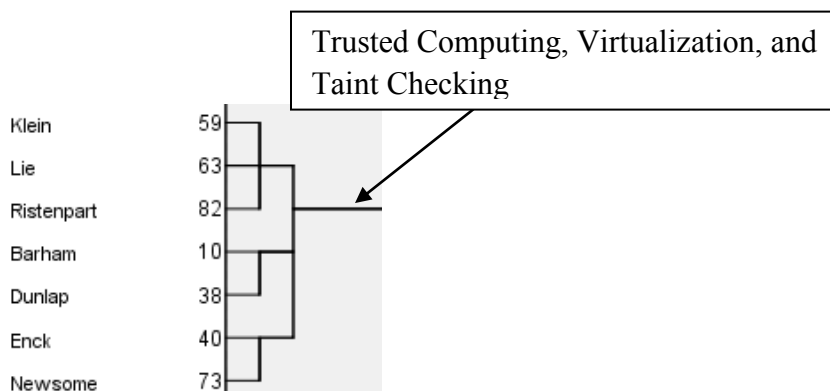 Trusted Computing, Virtualization, and
Taint Checking
Klein 59
Lie 63
Ristenpart 82
Barham 10
Dunlap 38
Enck 40
Newsome 73